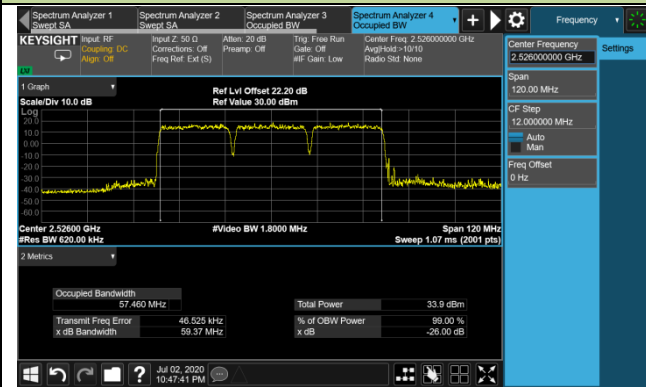 Spectrum Analyzer 1
Swept SA
Spectrum Analyzer 2
Swept SA
Spectrum Analyzer 3
Occupied BW
Spectrum Analyzer 4
Occupied BW
Frequency
KEYSIGHT
Input: RF
Coupling: DC
Align: Off
Input Z: 50 Ω
Corrections: Off
Freq Ref: Ext (S)
Atten: 20 dB
Preamp: Off
Trig: Free Run
Gate: Off
#IF Gain: Low
Center Freq: 2.526000000 GHz
Avg|Hold:>10/10
Radio Std: None
LV
Center Frequency
2.526000000 GHz
Settings
Span
120.00 MHz
CF Step
12.000000 MHz
Auto
Man
Freq Offset
0 Hz
1 Graph
Scale/Div 10.0 dB
Ref Lvl Offset 22.20 dB
Ref Value 30.00 dBm
Log
20.0
10.0
0.00
-10.0
-20.0
-30.0
-40.0
-50.0
-60.0
Center 2.52600 GHz
#Video BW 1.8000 MHz
Span 120 MHz
#Res BW 620.00 kHz
Sweep 1.07 ms (2001 pts)
2 Metrics
Occupied Bandwidth
57.460 MHz
Total Power
33.9 dBm
Transmit Freq Error
46.525 kHz
% of OBW Power
99.00 %
x dB Bandwidth
59.37 MHz
x dB
-26.00 dB
Jul 02, 2020
10:47:41 PM